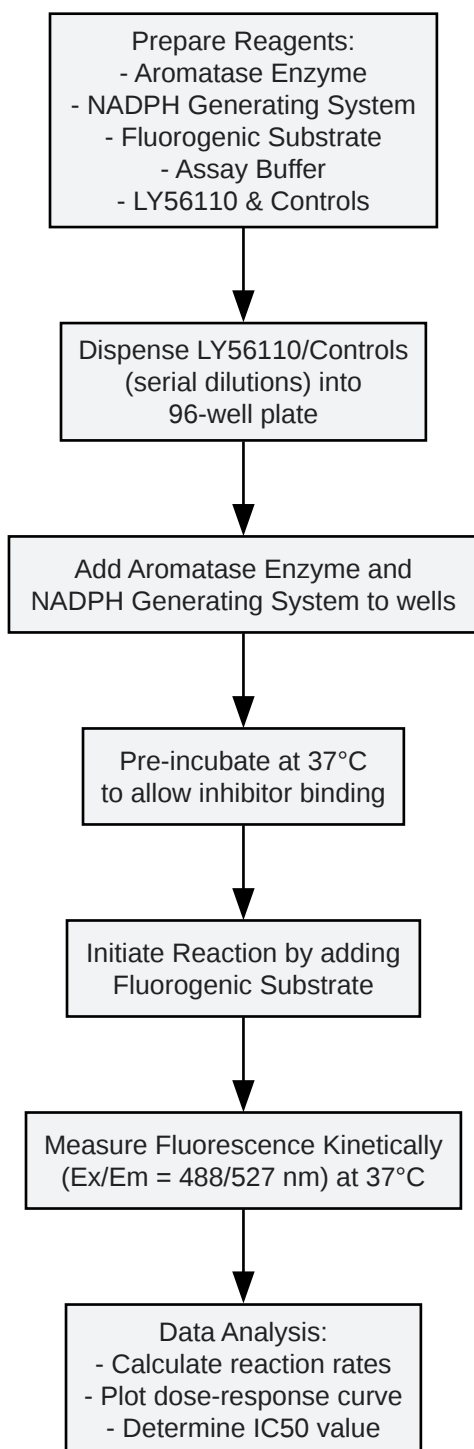 Prepare Reagents:
- Aromatase Enzyme
- NADPH Generating System
- Fluorogenic Substrate
- Assay Buffer
- LY56110 & Controls
Dispense LY56110/Controls
(serial dilutions) into
96-well plate
Add Aromatase Enzyme and
NADPH Generating System to wells
Pre-incubate at 37°C
to allow inhibitor binding
Initiate Reaction by adding
Fluorogenic Substrate
Measure Fluorescence Kinetically
(Ex/Em = 488/527 nm) at 37°C
Data Analysis:
- Calculate reaction rates
- Plot dose-response curve
- Determine IC50 value